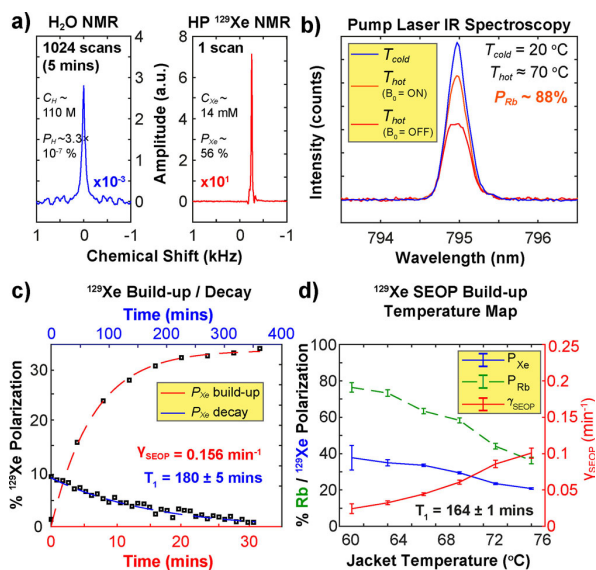 a)
H₂O NMR
1024 scans
(5 mins)
C_H ~
110 M
P_H ~3.3×
10⁻⁷ %
x10⁻³
3
2
1
0
1 0 -1
HP ¹²⁹Xe NMR
1 scan
C_Xe ~
14 mM
P_Xe ~
56 %
x10¹
Amplitude (a.u.)
8
6
4
2
0
1 0 -1
Chemical Shift (kHz)
b)
Pump Laser IR Spectroscopy
T_cold
T_hot
(B₀ = ON)
T_hot
(B₀ = OFF)
T_cold = 20 °C
T_hot ≈ 70 °C
P_Rb ~ 88%
Intensity (counts)
794 795 796
Wavelength (nm)
c)
¹²⁹Xe Build-up / Decay
Time (mins)
0 100 200 300 400
% ¹²⁹Xe Polarization
30
20
10
0
P_Xe build-up
P_Xe decay
γ_SEOP = 0.156 min⁻¹
T₁ = 180 ± 5 mins
0 10 20 30
Time (mins)
d)
¹²⁹Xe SEOP Build-up
Temperature Map
% Rb / ¹²⁹Xe Polarization
100
80
60
40
20
0
P_Xe
P_Rb
γ_SEOP
0.25
0.2
0.15
0.1
0.05
0
γ_SEOP (min⁻¹)
T₁ = 164 ± 1 mins
60 64 68 72 76
Jacket Temperature (°C)